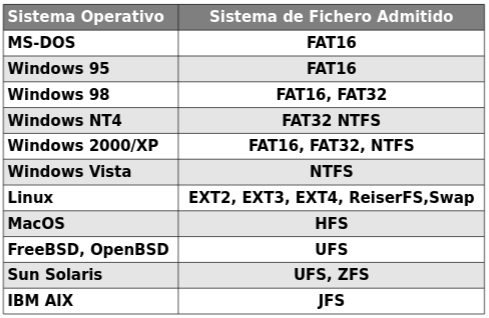 Sistema Operativo Sistema de Fichero Admitido
MS-DOS FAT16
Windows 95 FAT16
Windows 98 FAT16, FAT32
Windows NT4 FAT32 NTFS
Windows 2000/XP FAT16, FAT32, NTFS
Windows Vista NTFS
Linux EXT2, EXT3, EXT4, ReiserFS,Swap
MacOS HFS
FreeBSD, OpenBSD UFS
Sun Solaris UFS, ZFS
IBM AIX JFS